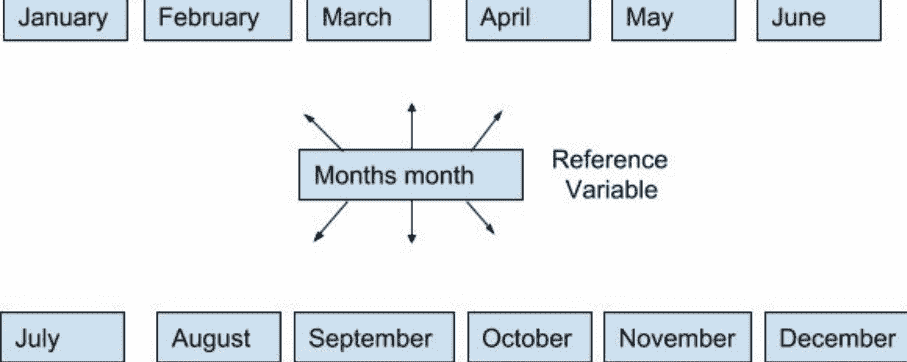 January February March April May June
Months month
Reference
Variable
July August September October November December